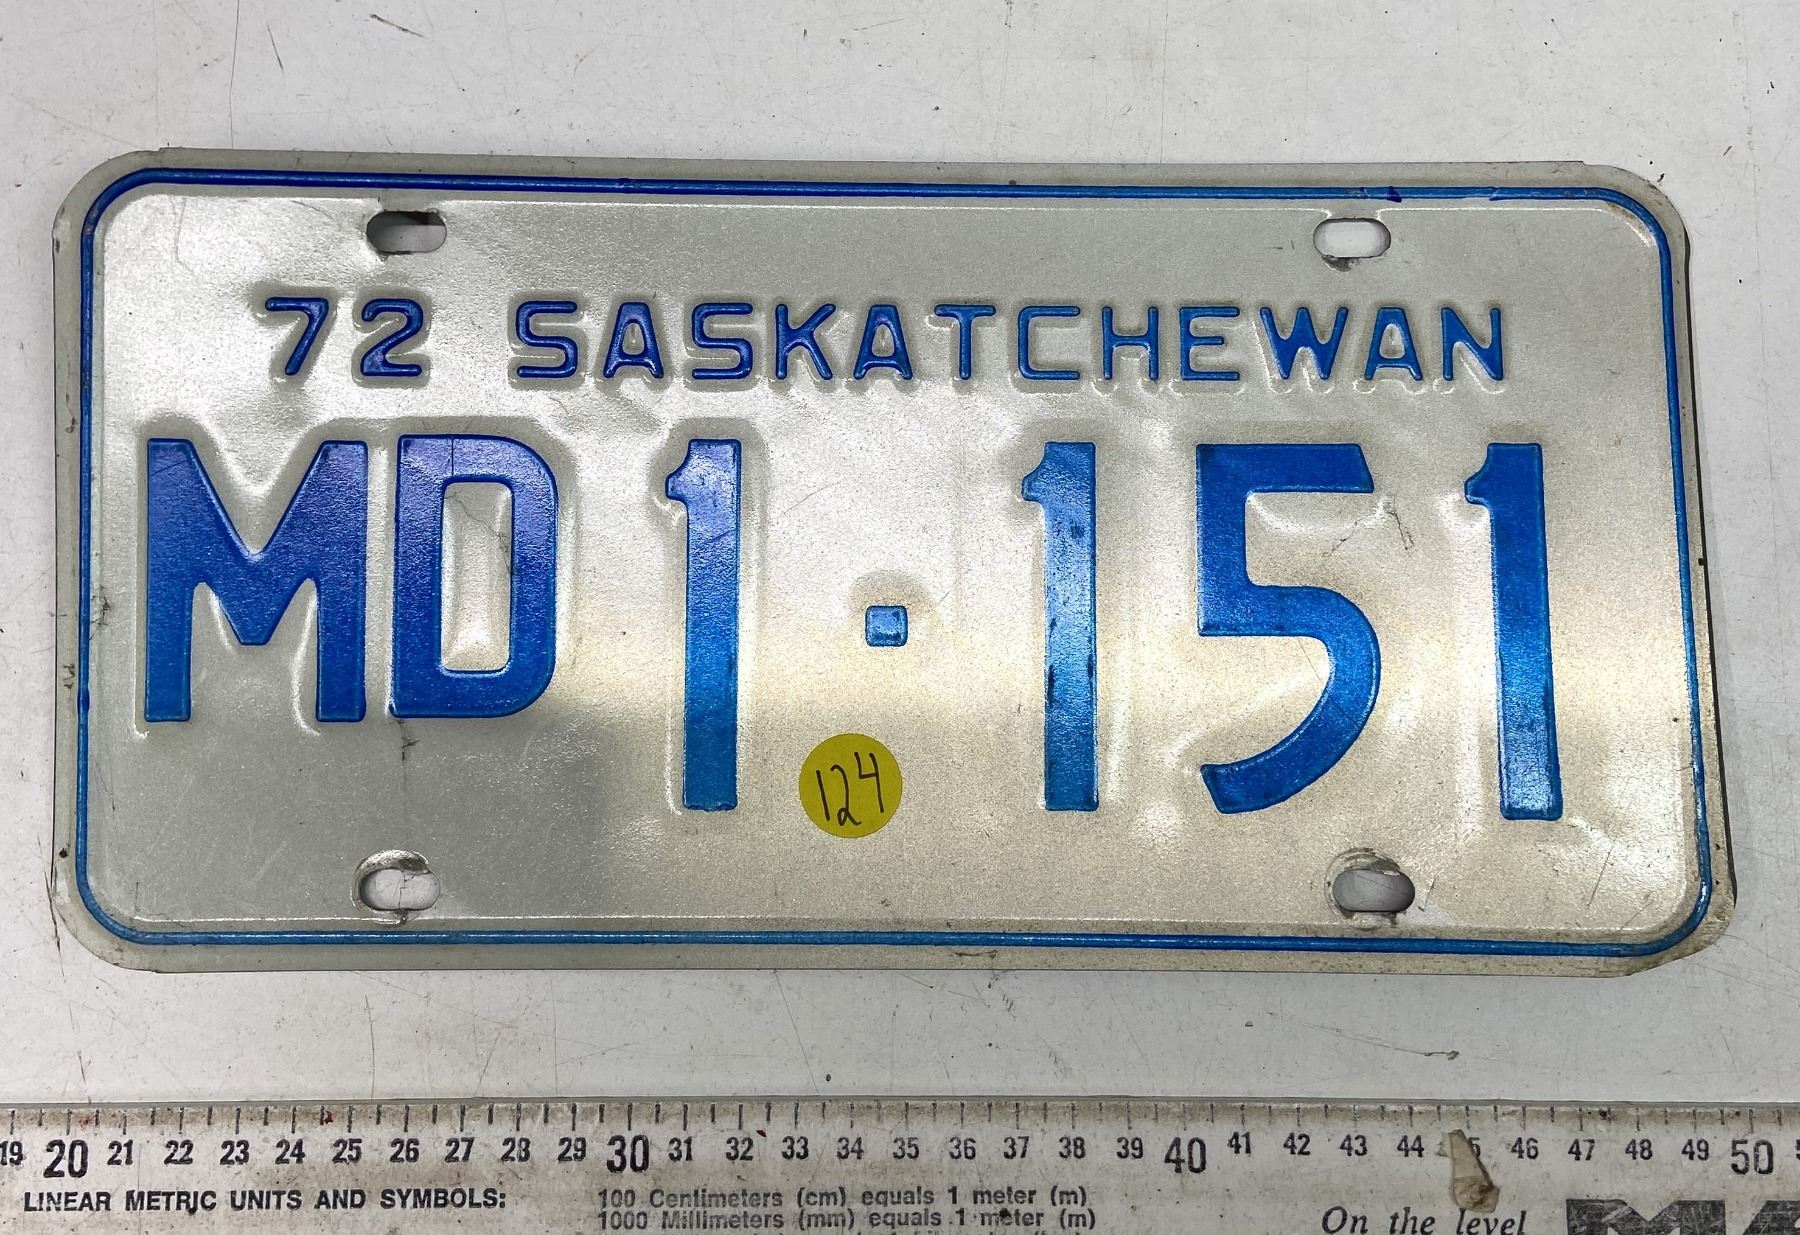 72 SASKATCHEWAN
MD 1·151
124
19 20 21 22 23 24 25 26 27 28 29 30 31 32 33 34 35 36 37 38 39 40 41 42 43 44 46 47 48 49 50
LINEAR METRIC UNITS AND SYMBOLS: 100 Centimeters (cm) equals 1 meter (m)
1000 Millimeters (mm) equals 1 meter (m)
On the level